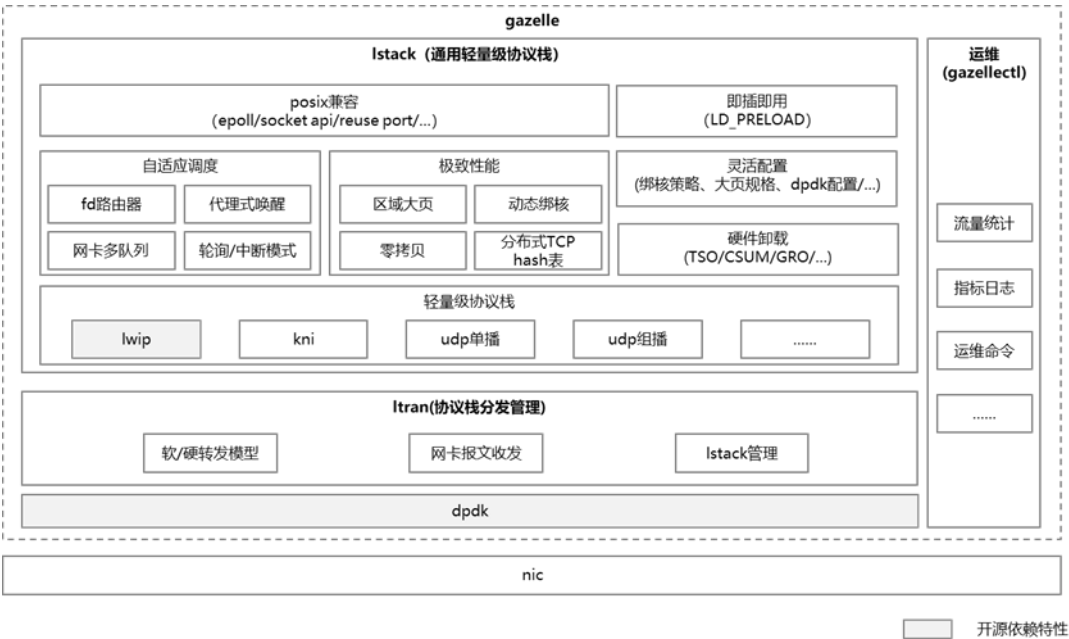 gazelle
lstack（通用轻量级协议栈）
posix兼容
（epoll/socket api/reuse port/...）
即插即用
（LD_PRELOAD）
自适应调度
fd路由器
代理式唤醒
网卡多队列
轮询/中断模式
极致性能
区域大页
动态绑核
零拷贝
分布式TCP
hash表
灵活配置
(绑核策略、大页规格、dpdk配置/...）
硬件卸载
(TSO/CSUM/GRO/...）
轻量级协议栈
lwip
kni
udp单播
udp组播
......
ltran(协议栈分发管理)
软/硬转发模型
网卡报文收发
lstack管理
dpdk
运维
(gazellectl)
流量统计
指标日志
运维命令
......
nic
开源依赖特性